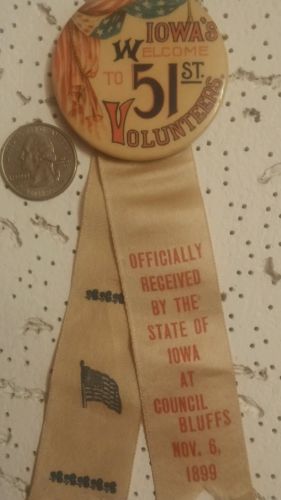 IOWA'S
WELCOME
TO 51ST.
VOLUNTEERS.
OFFICIALLY
RECEIVED
BY THE
STATE OF
IOWA
AT
COUNCIL
BLUFFS
NOV. 6,
1899